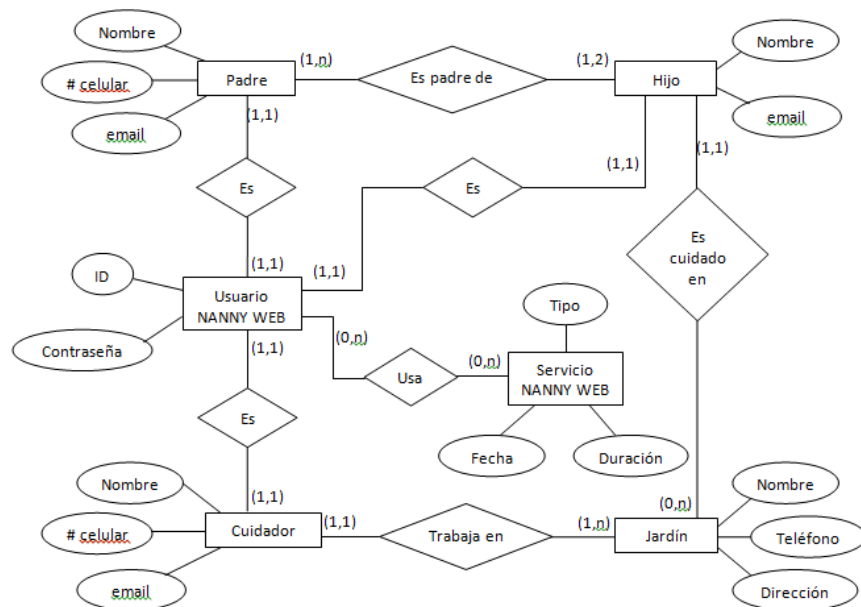 Nombre
Nombre
(1,n)
(1,2)
# celular
Padre
Es padre de
Hijo
email
email
(1,1)
(1,1)
(1,1)
Es
Es
Es
cuidado
en
ID
(1,1)
(1,1)
Usuario
NANNY WEB
Tipo
Contraseña
(1,1)
(0,n)
(0,n)
Usa
Servicio
NANNY WEB
Es
Fecha
Duración
Nombre
Nombre
(1,1)
(0,n)
# celular
Cuidador
(1,1)
Trabaja en
(1,n)
Jardín
Teléfono
email
Dirección